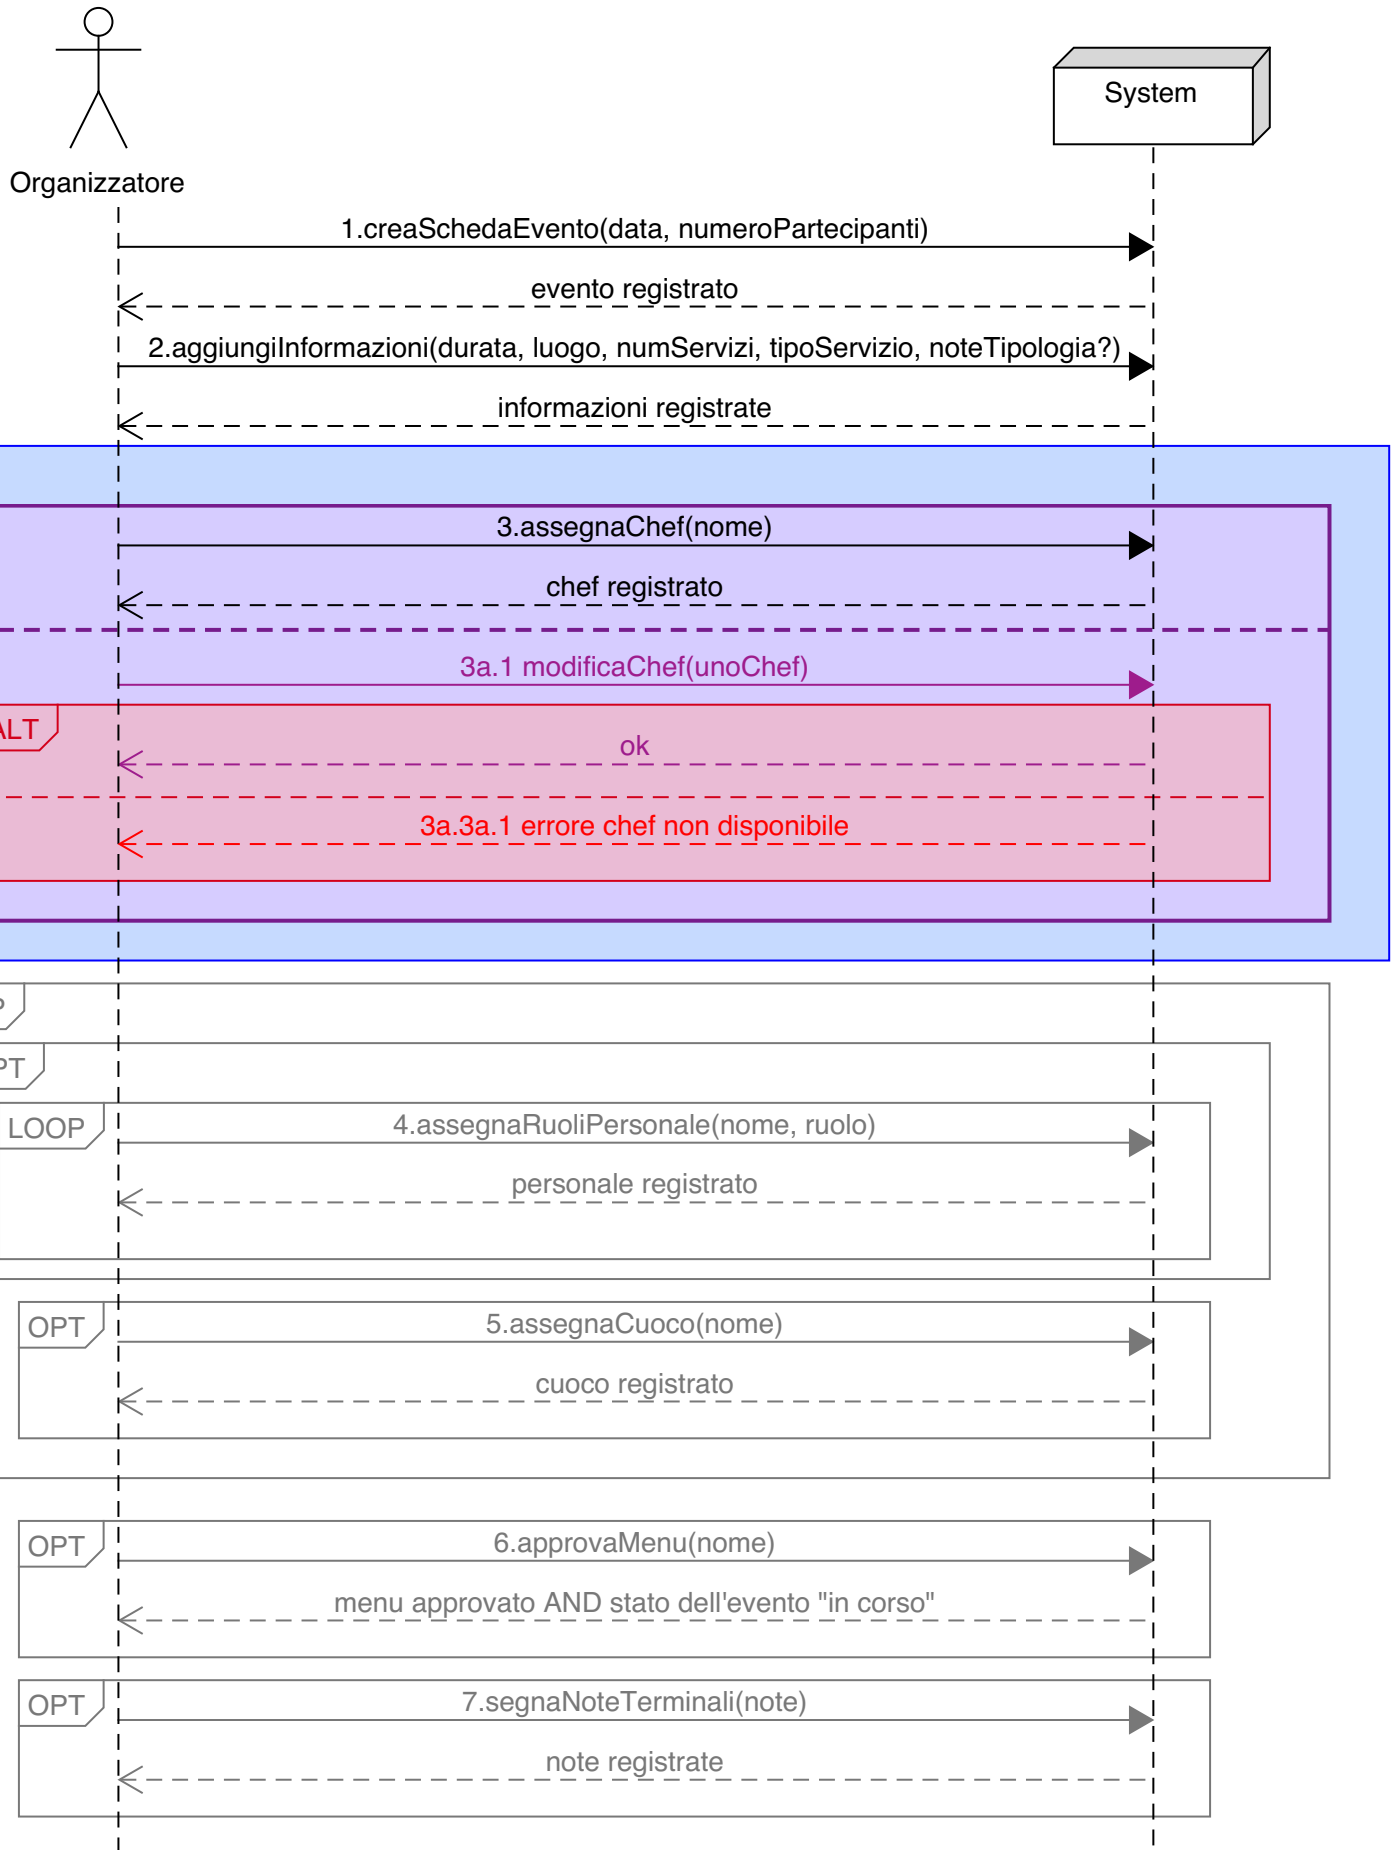 System
Organizzatore
1.creaSchedaEvento(data, numeroPartecipanti)
evento registrato
2.aggiungiInformazioni(durata, luogo, numServizi, tipoServizio, noteTipologia?)
informazioni registrate
3.assegnaChef(nome)
chef registrato
3a.1 modificaChef(unoChef)
ALT
ok
3a.3a.1 errore chef non disponibile
P
PT
LOOP
4.assegnaRuoliPersonale(nome, ruolo)
personale registrato
OPT
5.assegnaCuoco(nome)
cuoco registrato
OPT
6.approvaMenu(nome)
menu approvato AND stato dell'evento "in corso"
OPT
7.segnaNoteTerminali(note)
note registrate